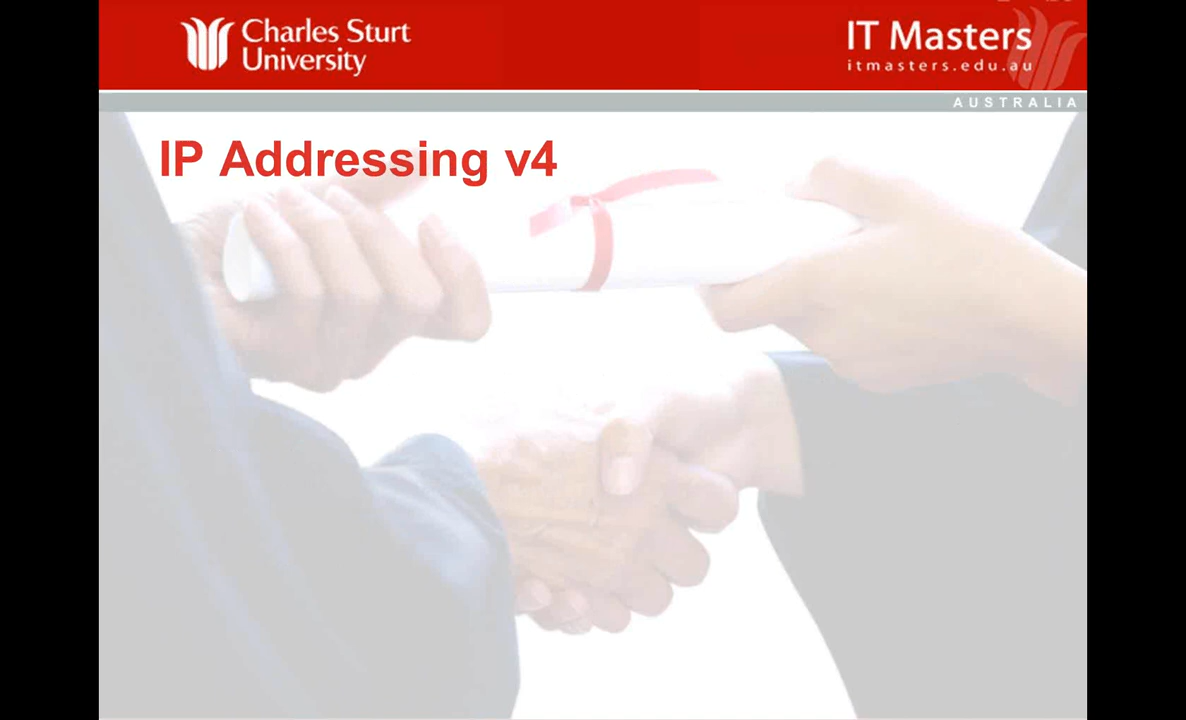 Charles Sturt
University
IT Masters
itmasters.edu.au
AUSTRALIA
IP Addressing v4